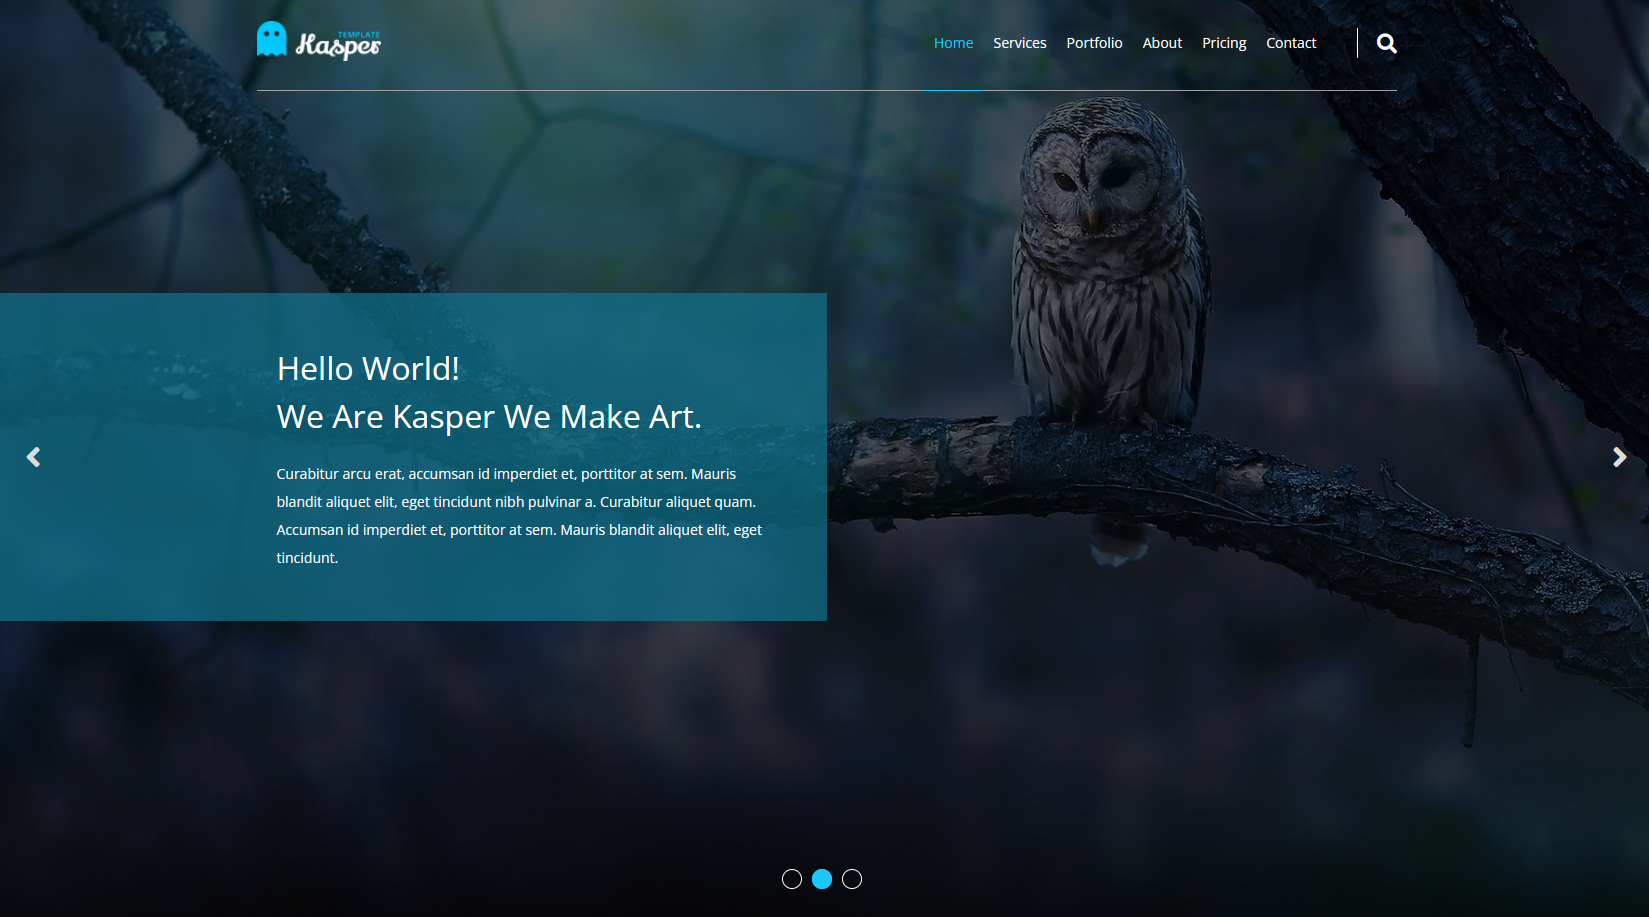 TEMPLATE
Kasper
Home Services Portfolio About Pricing Contact
Hello World!
We Are Kasper We Make Art.
Curabitur arcu erat, accumsan id imperdiet et, porttitor at sem. Mauris
blandit aliquet elit, eget tincidunt nibh pulvinar a. Curabitur aliquet quam.
Accumsan id imperdiet et, porttitor at sem. Mauris blandit aliquet elit, eget
tincidunt.